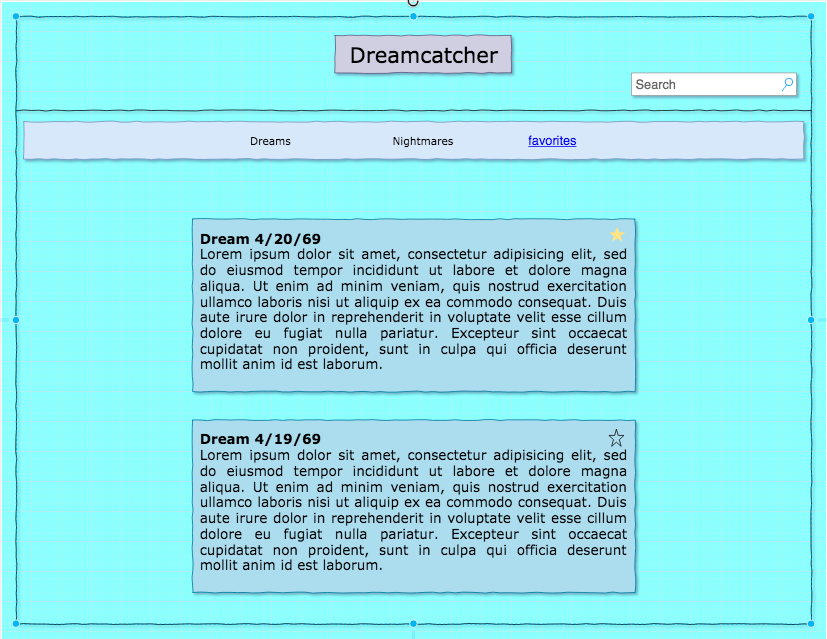 Dreamcatcher
Search
Dreams Nightmares favorites
Dream 4/20/69
Lorem ipsum dolor sit amet, consectetur adipisicing elit, sed
do eiusmod tempor incididunt ut labore et dolore magna
aliqua. Ut enim ad minim veniam, quis nostrud exercitation
ullamco laboris nisi ut aliquip ex ea commodo consequat. Duis
aute irure dolor in reprehenderit in voluptate velit esse cillum
dolore eu fugiat nulla pariatur. Excepteur sint occaecat
cupidatat non proident, sunt in culpa qui officia deserunt
mollit anim id est laborum.
Dream 4/19/69
Lorem ipsum dolor sit amet, consectetur adipisicing elit, sed
do eiusmod tempor incididunt ut labore et dolore magna
aliqua. Ut enim ad minim veniam, quis nostrud exercitation
ullamco laboris nisi ut aliquip ex ea commodo consequat. Duis
aute irure dolor in reprehenderit in voluptate velit esse cillum
dolore eu fugiat nulla pariatur. Excepteur sint occaecat
cupidatat non proident, sunt in culpa qui officia deserunt
mollit anim id est laborum.